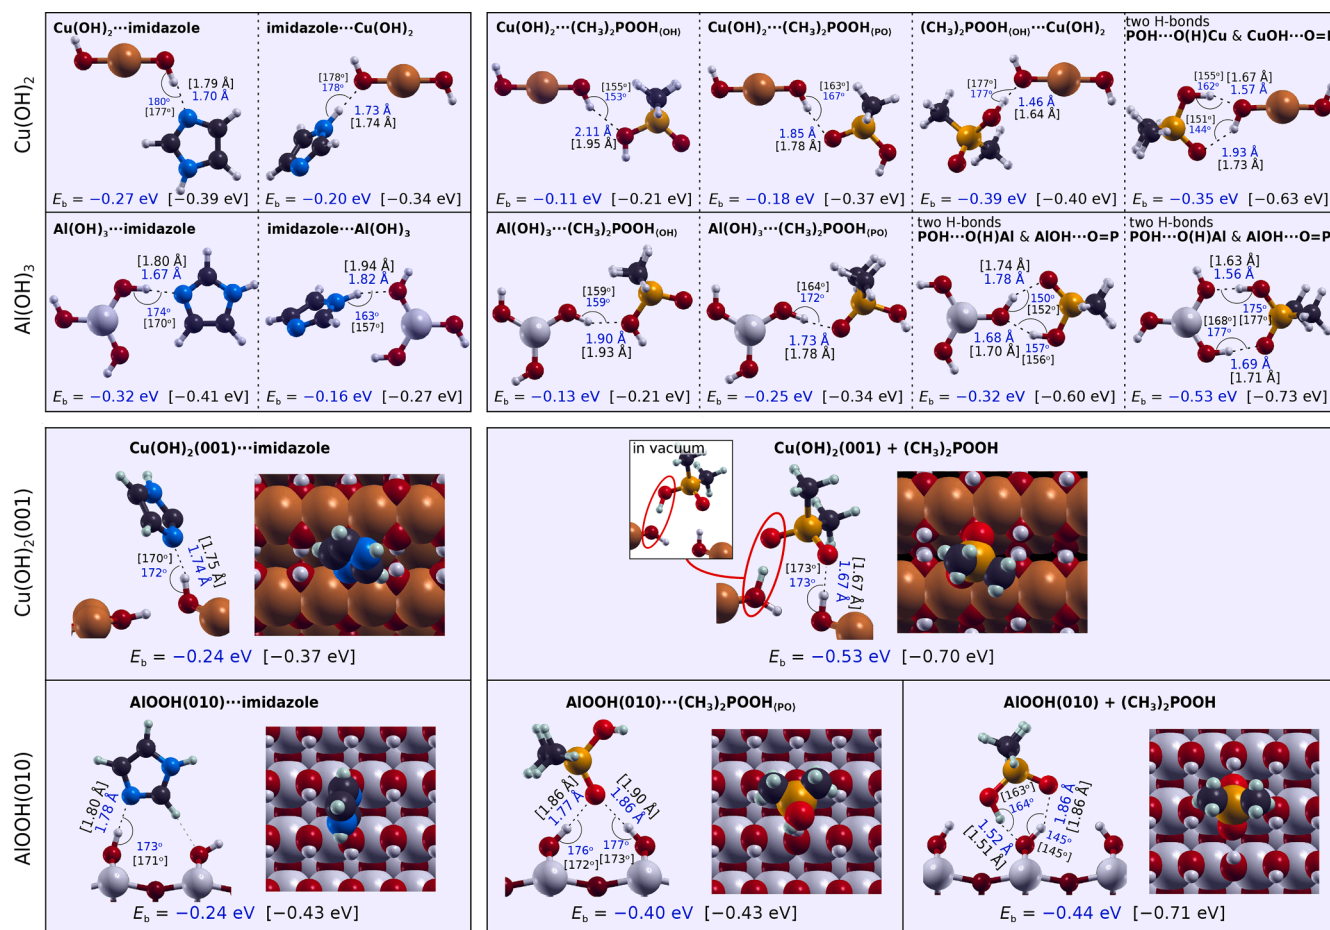 Cu(OH)₂
Cu(OH)₂···imidazole
[1.79 Å]
1.70 Å
180°
[177°]
E_b = −0.27 eV [−0.39 eV]
imidazole···Cu(OH)₂
[178°]
178°
1.73 Å
[1.74 Å]
E_b = −0.20 eV [−0.34 eV]
Cu(OH)₂···(CH₃)₂POOH₍OH₎
[155°]
153°
2.11 Å
[1.95 Å]
E_b = −0.11 eV [−0.21 eV]
Cu(OH)₂···(CH₃)₂POOH₍PO₎
[163°]
167°
1.85 Å
[1.78 Å]
E_b = −0.18 eV [−0.37 eV]
(CH₃)₂POOH₍OH₎···Cu(OH)₂
[177°]
177°
1.46 Å
[1.64 Å]
E_b = −0.39 eV [−0.40 eV]
two H-bonds
POH···O(H)Cu & CuOH···O=
[155°]
162°
[1.67 Å]
1.57 Å
[151°]
144°
1.93 Å
[1.73 Å]
E_b = −0.35 eV [−0.63 eV]
Al(OH)₃
Al(OH)₃···imidazole
[1.80 Å]
1.67 Å
174°
[170°]
E_b = −0.32 eV [−0.41 eV]
imidazole···Al(OH)₃
[1.94 Å]
1.82 Å
163°
[157°]
E_b = −0.16 eV [−0.27 eV]
Al(OH)₃···(CH₃)₂POOH₍OH₎
[159°]
159°
1.90 Å
[1.93 Å]
E_b = −0.13 eV [−0.21 eV]
Al(OH)₃···(CH₃)₂POOH₍PO₎
[164°]
172°
1.73 Å
[1.78 Å]
E_b = −0.25 eV [−0.34 eV]
two H-bonds
POH···O(H)Al & AlOH···O=P
[1.74 Å]
1.78 Å
150°
[152°]
1.68 Å
[1.70 Å]
157°
[156°]
E_b = −0.32 eV [−0.60 eV]
two H-bonds
POH···O(H)Al & AlOH···O=P
[1.63 Å]
1.56 Å
175°
[177°]
[168°]
177°
1.69 Å
[1.71 Å]
E_b = −0.53 eV [−0.73 eV]
Cu(OH)₂(001)
Cu(OH)₂(001)···imidazole
[170°]
172°
[1.75 Å]
1.74 Å
E_b = −0.24 eV [−0.37 eV]
Cu(OH)₂(001) + (CH₃)₂POOH
in vacuum
[173°]
173°
[1.67 Å]
1.67 Å
E_b = −0.53 eV [−0.70 eV]
AlOOH(010)
AlOOH(010)···imidazole
[1.80 Å]
1.78 Å
173°
[171°]
E_b = −0.24 eV [−0.43 eV]
AlOOH(010)···(CH₃)₂POOH₍PO₎
[1.86 Å]
1.77 Å
[1.90 Å]
1.86 Å
176°
[172°]
177°
[173°]
E_b = −0.40 eV [−0.43 eV]
AlOOH(010) + (CH₃)₂POOH
[163°]
164°
1.86 Å
[1.86 Å]
1.52 Å
[1.51 Å]
145°
[145°]
E_b = −0.44 eV [−0.71 eV]